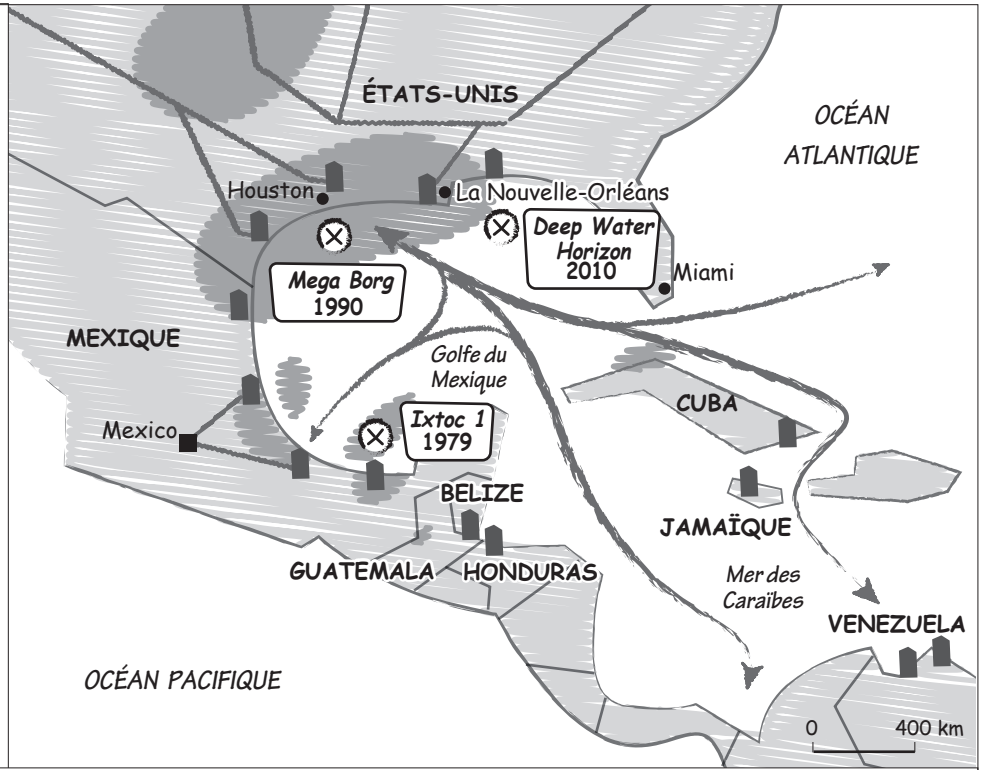 ÉTATS-UNIS
OCÉAN
ATLANTIQUE
Houston
La Nouvelle-Orléans
Deep Water
Horizon
2010
Mega Borg
1990
Miami
MEXIQUE
Golfe du
Mexique
CUBA
Ixtoc 1
1979
Mexico
BELIZE
JAMAÏQUE
GUATEMALA
HONDURAS
Mer des
Caraïbes
VENEZUELA
OCÉAN PACIFIQUE
0
400 km